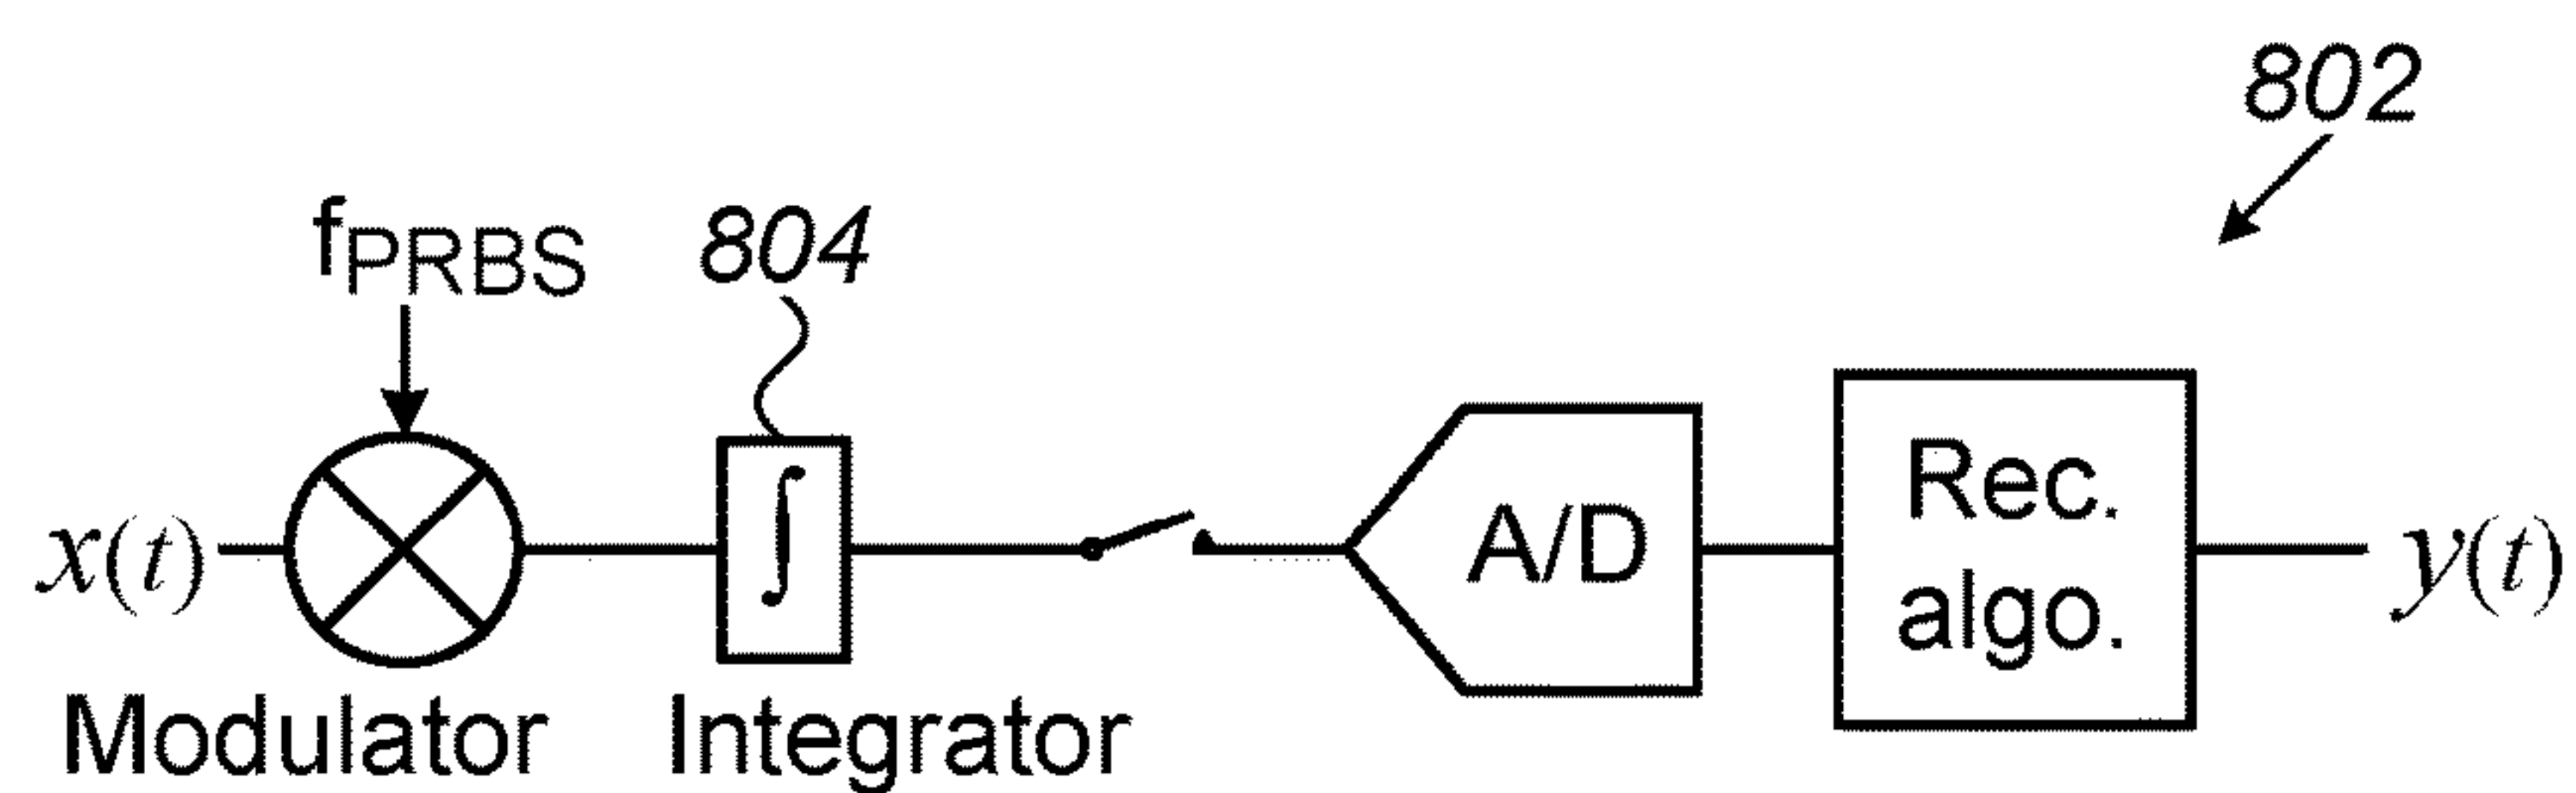 802
fPRBS
804
x(t)
∫
A/D
Rec.
algo.
y(t)
Modulator
Integrator